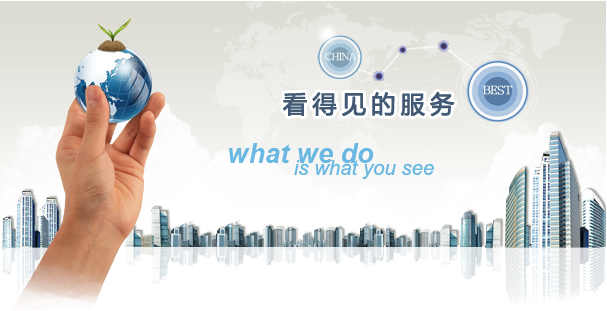 CHINA
BEST
看得见的服务
what we do
is what you see